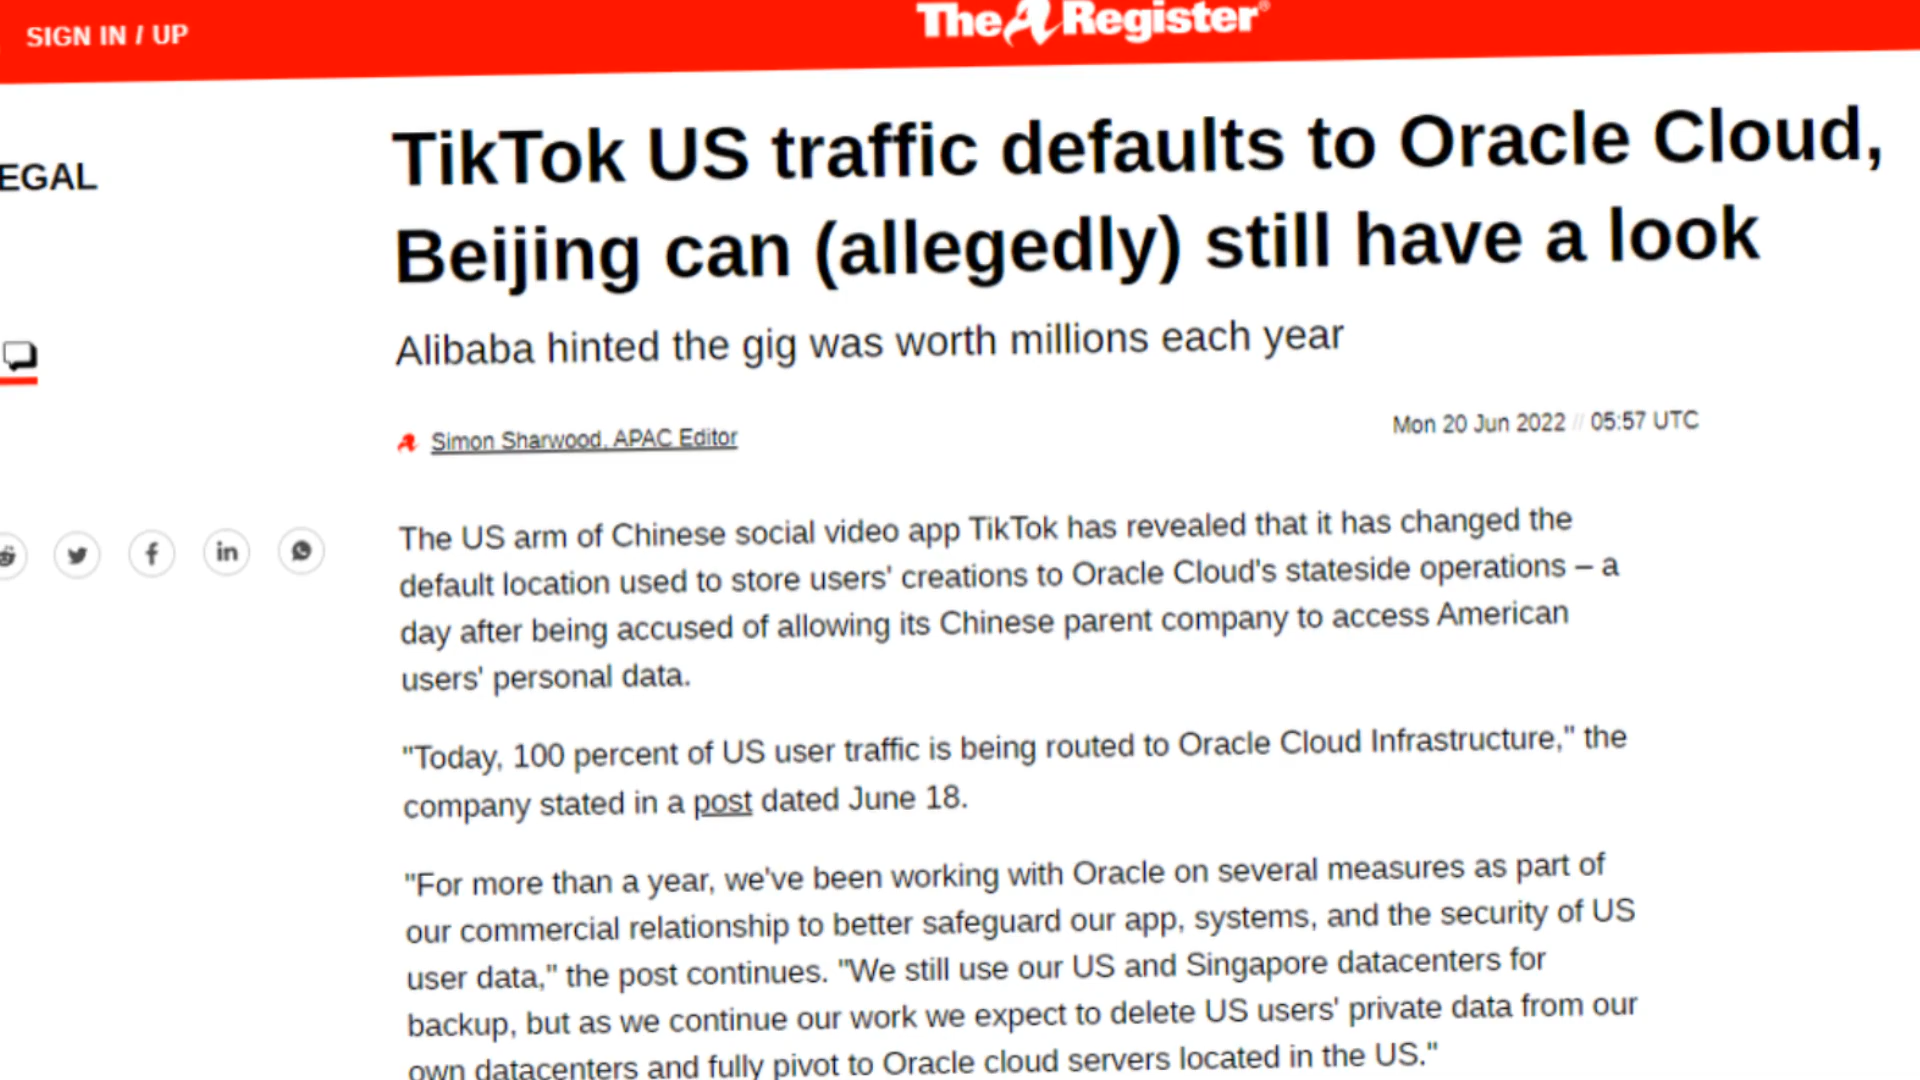 SIGN IN / UP
The Register®
EGAL
TikTok US traffic defaults to Oracle Cloud,
Beijing can (allegedly) still have a look
Alibaba hinted the gig was worth millions each year
Simon Sharwood, APAC Editor
Mon 20 Jun 2022 // 05:57 UTC
The US arm of Chinese social video app TikTok has revealed that it has changed the
default location used to store users' creations to Oracle Cloud's stateside operations – a
day after being accused of allowing its Chinese parent company to access American
users' personal data.
"Today, 100 percent of US user traffic is being routed to Oracle Cloud Infrastructure," the
company stated in a post dated June 18.
"For more than a year, we've been working with Oracle on several measures as part of
our commercial relationship to better safeguard our app, systems, and the security of US
user data," the post continues. "We still use our US and Singapore datacenters for
backup, but as we continue our work we expect to delete US users' private data from our
own datacenters and fully pivot to Oracle cloud servers located in the US."